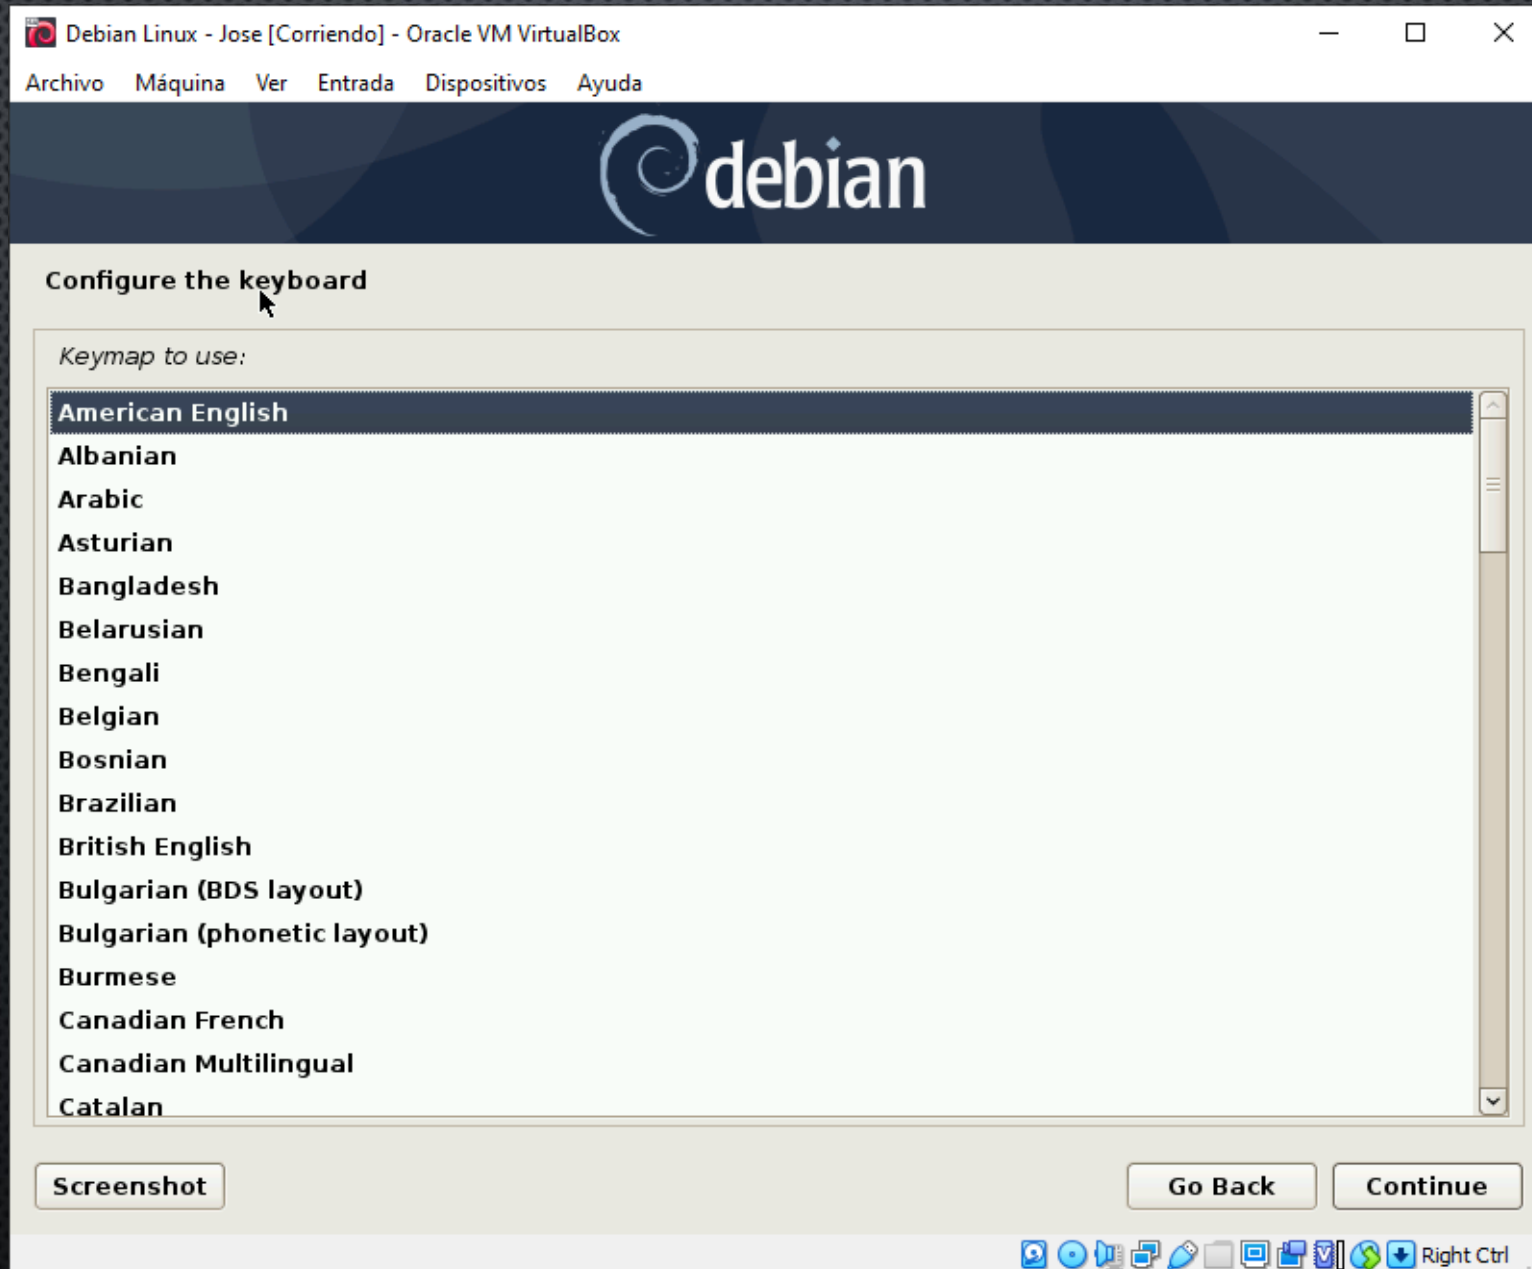 Debian Linux - Jose [Corriendo] - Oracle VM VirtualBox
Archivo Máquina Ver Entrada Dispositivos Ayuda
debian
Configure the keyboard
Keymap to use:
American English
Albanian
Arabic
Asturian
Bangladesh
Belarusian
Bengali
Belgian
Bosnian
Brazilian
British English
Bulgarian (BDS layout)
Bulgarian (phonetic layout)
Burmese
Canadian French
Canadian Multilingual
Catalan
Screenshot Go Back Continue
Right Ctrl